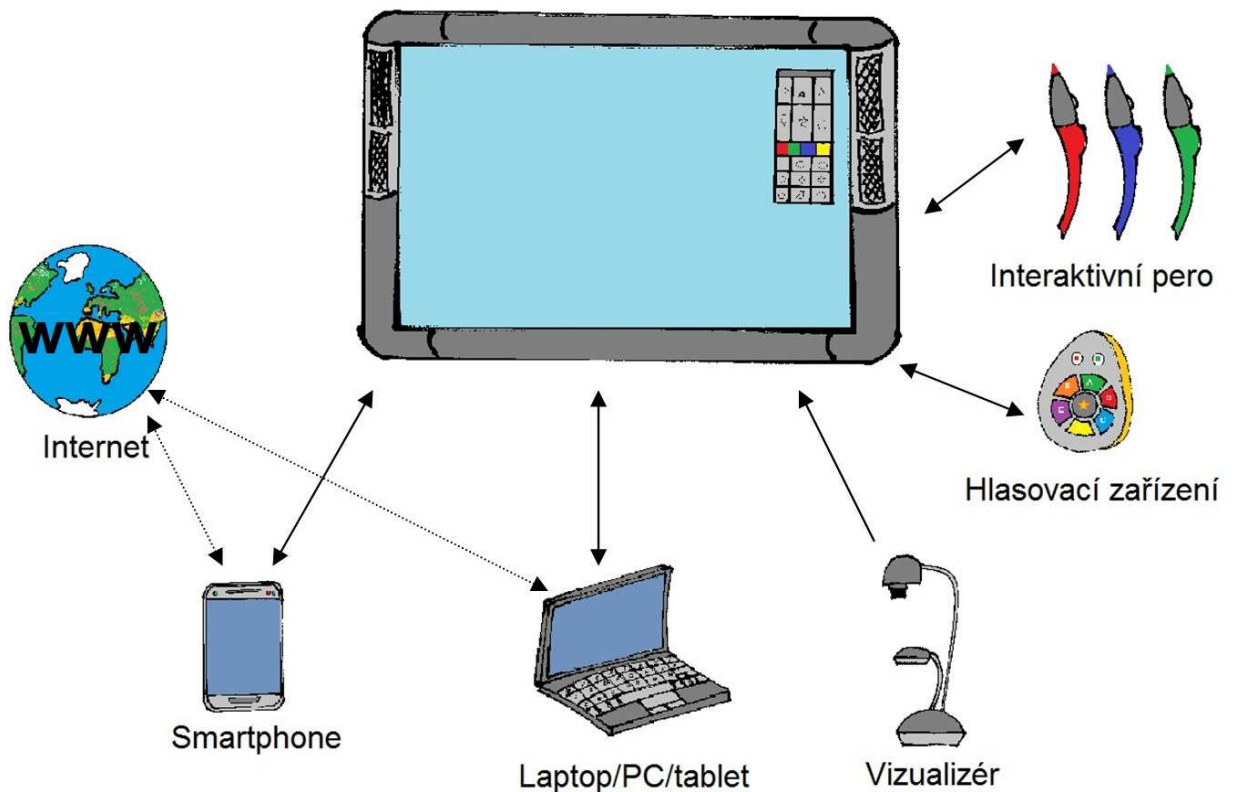 Interaktivní pero
www
Internet
Hlasovací zařízení
Smartphone
Laptop/PC/tablet
Vizualizér